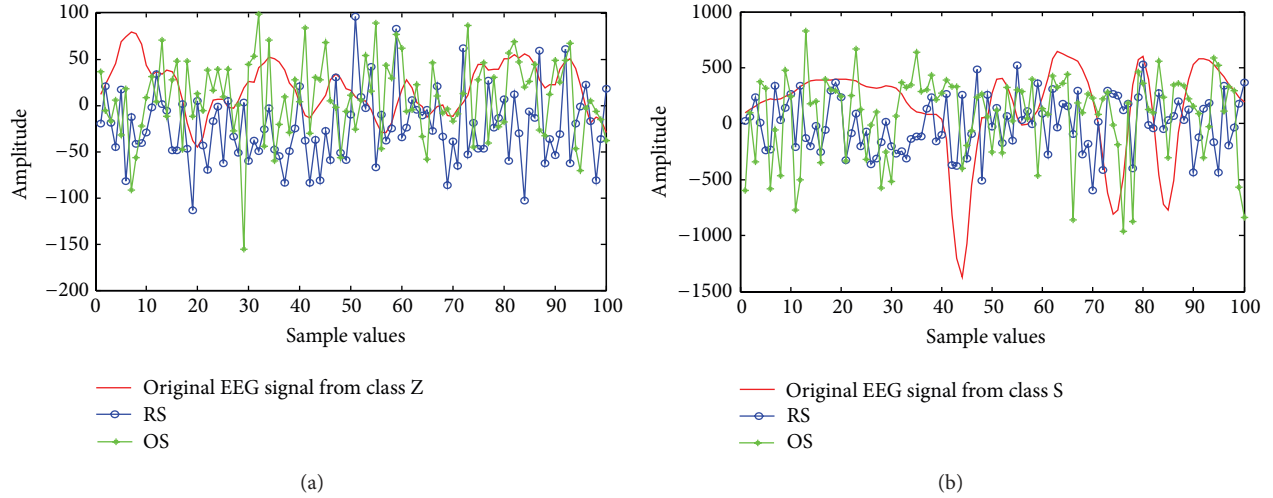 100
50
0
−50
−100
−150
−200
Amplitude
0 10 20 30 40 50 60 70 80 90 100
Sample values
Original EEG signal from class Z
RS
OS
(a)
1000
500
0
−500
−1000
−1500
Amplitude
0 10 20 30 40 50 60 70 80 90 100
Sample values
Original EEG signal from class S
RS
OS
(b)